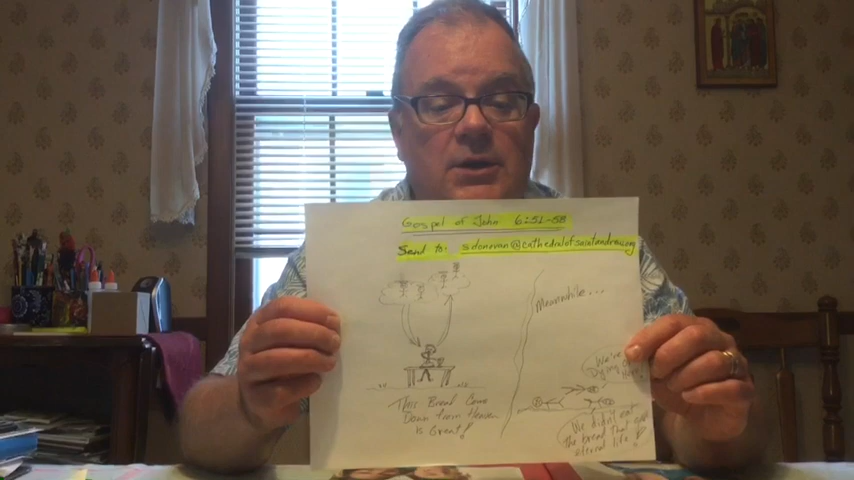 Gospel of John 6:51-58
Send to: sdonovan@cathedralofsaintandrew.org
Meanwhile...
We're
Dying
Here!
This Bread Came
Down from Heaven
Is Great!
We didn't eat
the bread that
eternal life!